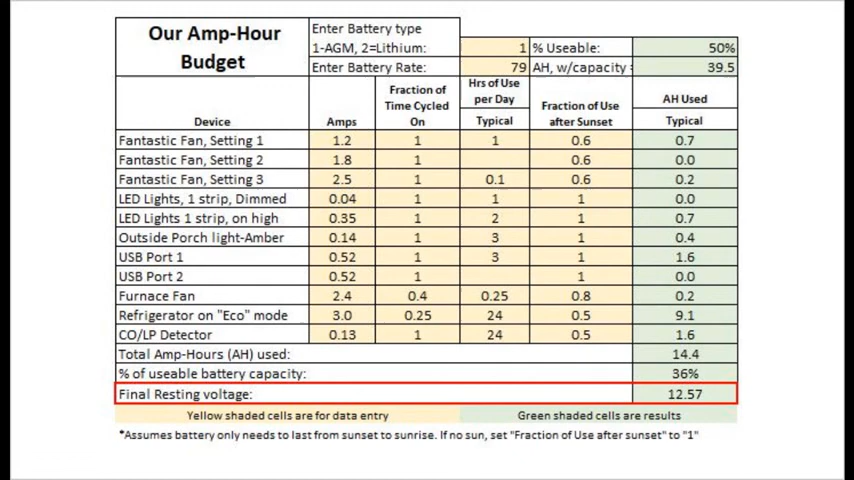 Our Amp-Hour Budget
Enter Battery type
1-AGM, 2=Lithium: 1 % Useable: 50%
Enter Battery Rate: 79 AH, w/capacity = 39.5
Device Amps Fraction of Time Cycled On Hrs of Use per Day Typical Fraction of Use after Sunset AH Used Typical
Fantastic Fan, Setting 1 1.2 1 1 0.6 0.7
Fantastic Fan, Setting 2 1.8 1 0.6 0.0
Fantastic Fan, Setting 3 2.5 1 0.1 0.6 0.2
LED Lights, 1 strip, Dimmed 0.04 1 1 1 0.0
LED Lights 1 strip, on high 0.35 1 2 1 0.7
Outside Porch light-Amber 0.14 1 3 1 0.4
USB Port 1 0.52 1 3 1 1.6
USB Port 2 0.52 1 1 0.0
Furnace Fan 2.4 0.4 0.25 0.8 0.2
Refrigerator on "Eco" mode 3.0 0.25 24 0.5 9.1
CO/LP Detector 0.13 1 24 0.5 1.6
Total Amp-Hours (AH) used: 14.4
% of useable battery capacity: 36%
Final Resting voltage: 12.57
Yellow shaded cells are for data entry Green shaded cells are results
*Assumes battery only needs to last from sunset to sunrise. If no sun, set "Fraction of Use after sunset" to "1"